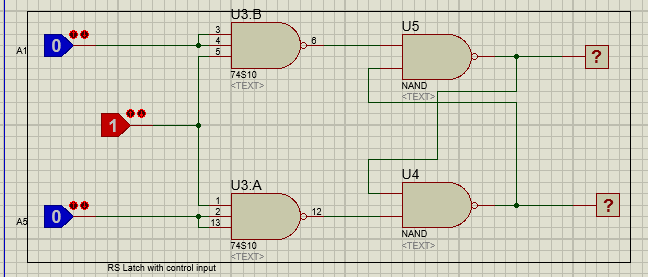 U3:B
U5
A1
0
3
4
5
6
?
74S10
<TEXT>
NAND
<TEXT>
1
U3:A
U4
A5
0
1
2
13
12
?
74S10
<TEXT>
NAND
<TEXT>
RS Latch with control input